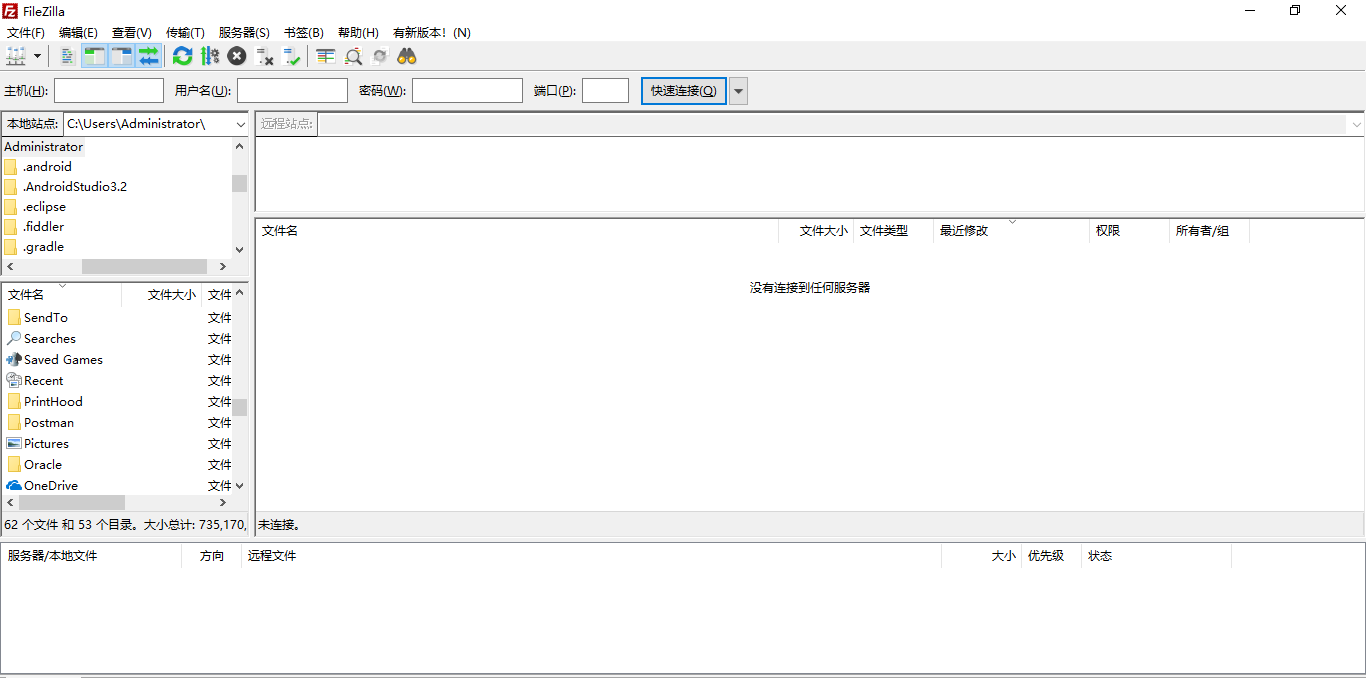 FileZilla
文件(F) 编辑(E) 查看(V) 传输(T) 服务器(S) 书签(B) 帮助(H) 有新版本! (N)
主机(H): 用户名(U): 密码(W): 端口(P): 快速连接(Q)
本地站点: C:\Users\Administrator\
远程站点:
Administrator
.android
.AndroidStudio3.2
.eclipse
.fiddler
.gradle
文件名 文件大小 文件
SendTo 文件
Searches 文件
Saved Games 文件
Recent 文件
PrintHood 文件
Postman 文件
Pictures 文件
Oracle 文件
OneDrive 文件
62 个文件 和 53 个目录。大小总计: 735,170,
文件名 文件大小 文件类型 最近修改 权限 所有者/组
没有连接到任何服务器
未连接。
服务器/本地文件 方向 远程文件 大小 优先级 状态